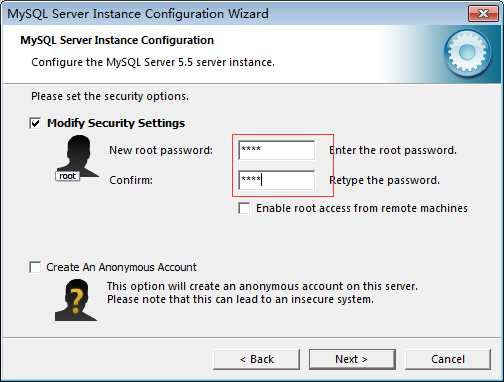 MySQL Server Instance Configuration Wizard
MySQL Server Instance Configuration
Configure the MySQL Server 5.5 server instance.
Please set the security options.
Modify Security Settings
New root password: **** Enter the root password.
root
Confirm: **** Retype the password.
Enable root access from remote machines
Create An Anonymous Account
This option will create an anonymous account on this server.
Please note that this can lead to an insecure system.
< Back Next > Cancel